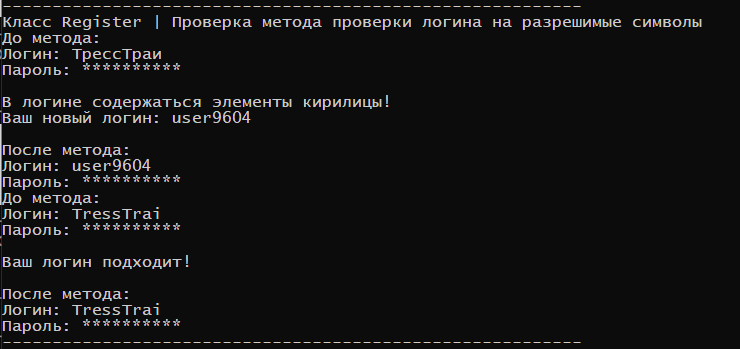 ----------------------------------------------------------
Класс Register | Проверка метода проверки логина на разрешимые символы
До метода:
Логин: ТрессТраи
Пароль: **********
В логине содержаться элементы кирилицы!
Ваш новый логин: user9604
После метода:
Логин: user9604
Пароль: **********
До метода:
Логин: TressTrai
Пароль: **********
Ваш логин подходит!
После метода:
Логин: TressTrai
Пароль: **********
----------------------------------------------------------